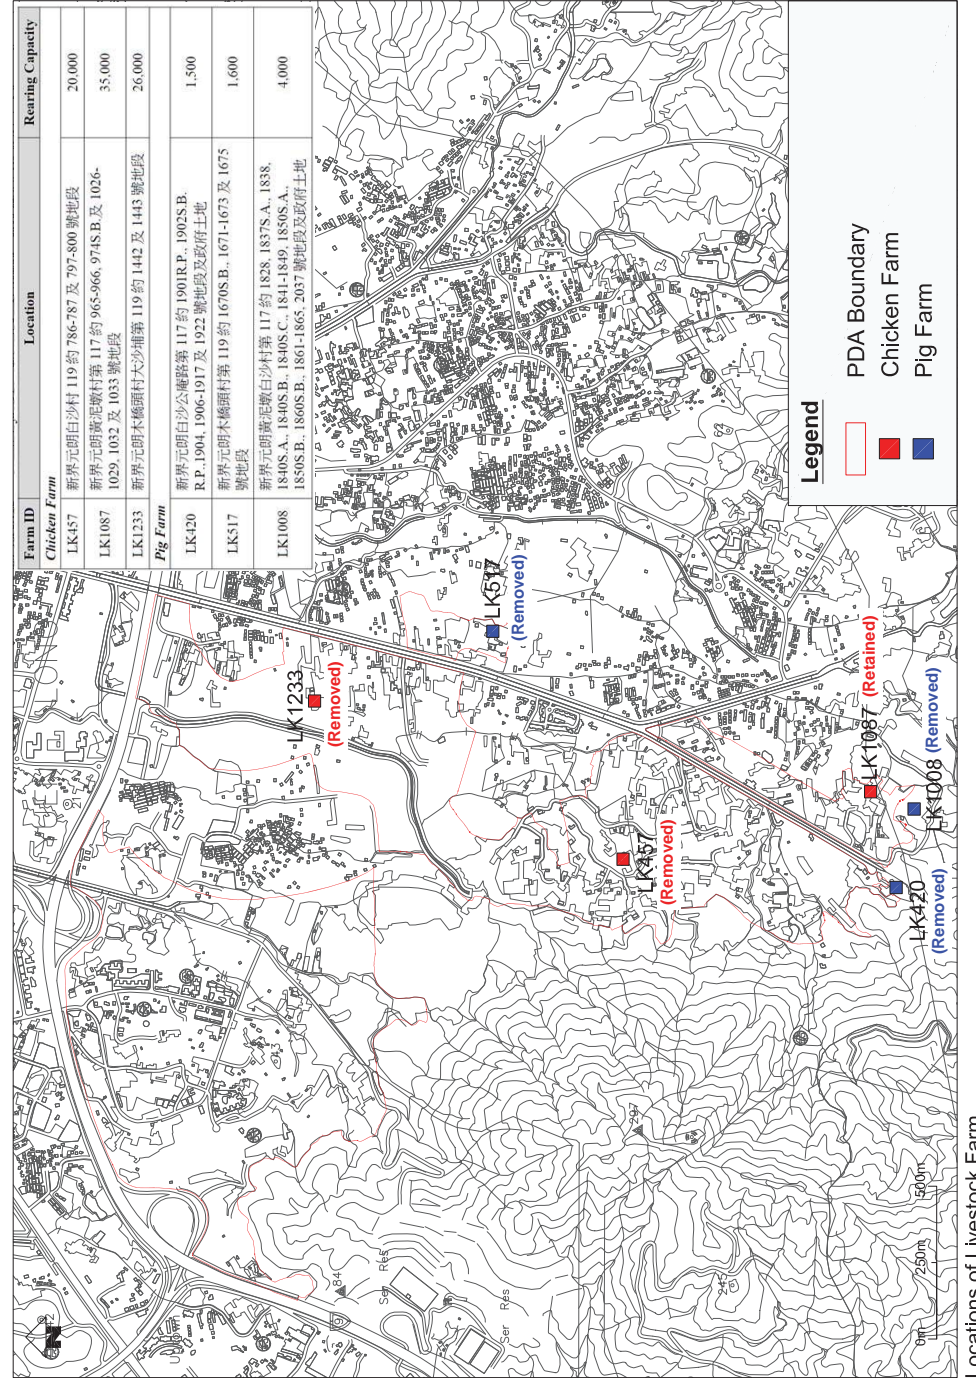 Farm ID Location Rearing Capacity
Chicken Farm
LK457 新界元朗白沙村 119 約 786-787 及 797-800 號地段 20,000
LK1087 新界元朗黃泥墩村第 117 約 965-966, 974S.B.及 1026-
1029, 1032 及 1033 號地段 35,000
LK1233 新界元朗木橋頭村大沙埔第 119 約 1442 及 1443 號地段 26,000
Pig Farm
LK420 新界元朗白沙公庵路第 117 約 1901R.P., 1902S.B.
R.P., 1904, 1906-1917 及 1922 號地段及政府土地 1,500
LK517 新界元朗木橋頭村第 119 約 1670S.B., 1671-1673 及 1675
號地段 1,600
LK1008 新界元朗黃泥墩白沙村第 117 約 1828, 1837S.A., 1838,
1840S.A., 1840S.B., 1840S.C., 1841-1849, 1850S.A.,
1850S.B., 1860S.B., 1861-1865, 2037 號地段及政府土地 4,000
LK1233
(Removed)
LK517
(Removed)
LK457
(Removed)
LK1087 (Retained)
LK1008 (Removed)
LK420
(Removed)
Legend
PDA Boundary
Chicken Farm
Pig Farm
N
21
43
62
84
297
245
Ser Res
Ser Res
0m 250m 500m
Locations of Livestock Farm